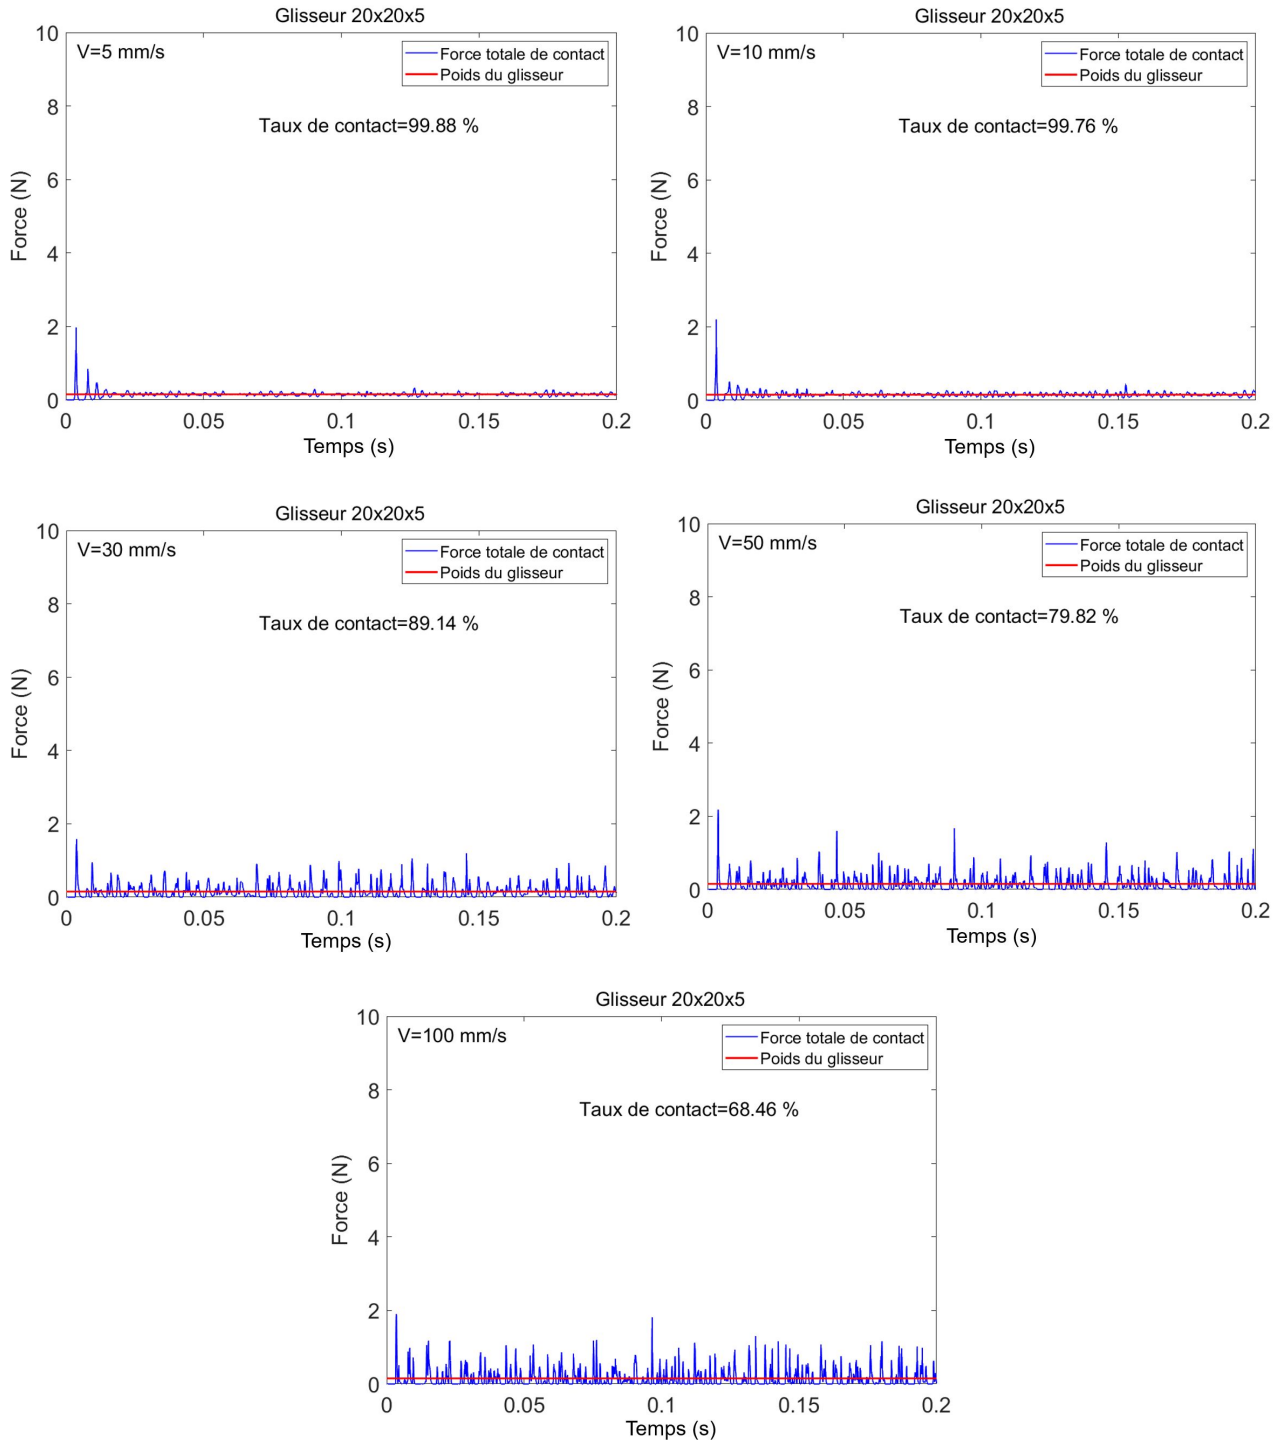 Glisseur 20x20x5
V=5 mm/s
Force totale de contact
Poids du glisseur
Taux de contact=99.88 %
Force (N)
10
8
6
4
2
0
0 0.05 0.1 0.15 0.2
Temps (s)
Glisseur 20x20x5
V=10 mm/s
Force totale de contact
Poids du glisseur
Taux de contact=99.76 %
Force (N)
10
8
6
4
2
0
0 0.05 0.1 0.15 0.2
Temps (s)
Glisseur 20x20x5
V=30 mm/s
Force totale de contact
Poids du glisseur
Taux de contact=89.14 %
Force (N)
10
8
6
4
2
0
0 0.05 0.1 0.15 0.2
Temps (s)
Glisseur 20x20x5
V=50 mm/s
Force totale de contact
Poids du glisseur
Taux de contact=79.82 %
Force (N)
10
8
6
4
2
0
0 0.05 0.1 0.15 0.2
Temps (s)
Glisseur 20x20x5
V=100 mm/s
Force totale de contact
Poids du glisseur
Taux de contact=68.46 %
Force (N)
10
8
6
4
2
0
0 0.05 0.1 0.15 0.2
Temps (s)